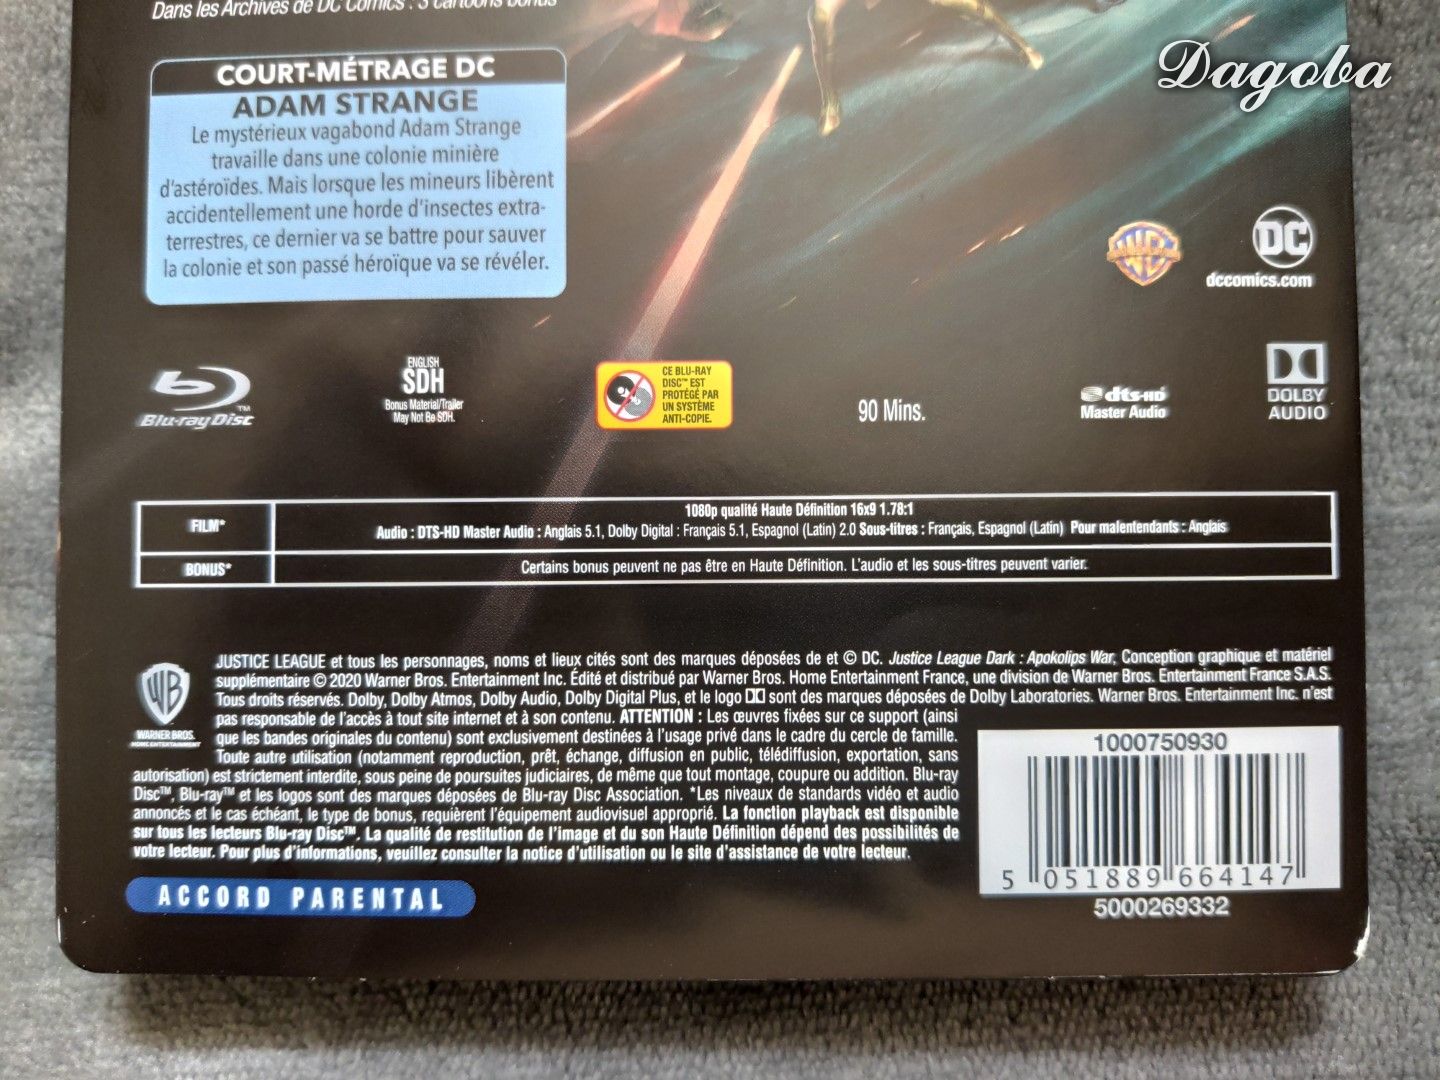 Dans les Archives de DC Comics : 3 cartoons bonus
Dagoba
COURT-MÉTRAGE DC
ADAM STRANGE
Le mystérieux vagabond Adam Strange
travaille dans une colonie minière
d'astéroïdes. Mais lorsque les mineurs libèrent
accidentellement une horde d'insectes extra-
terrestres, ce dernier va se battre pour sauver
la colonie et son passé héroïque va se révéler.
WB
DC
dccomics.com
Blu-ray Disc™
ENGLISH
SDH
Bonus Material/Trailer
May Not Be SDH.
CE BLU-RAY
DISC™ EST
PROTÉGÉ PAR
UN SYSTÈME
ANTI-COPIE.
90 Mins.
dts-HD
Master Audio
DOLBY
AUDIO
FILM*
1080p qualité Haute Définition 16x9 1.78:1
Audio : DTS-HD Master Audio : Anglais 5.1, Dolby Digital : Français 5.1, Espagnol (Latin) 2.0 Sous-titres : Français, Espagnol (Latin) Pour malentendants : Anglais
BONUS*
Certains bonus peuvent ne pas être en Haute Définition. L'audio et les sous-titres peuvent varier.
WB
WARNER BROS.
HOME ENTERTAINMENT
JUSTICE LEAGUE et tous les personnages, noms et lieux cités sont des marques déposées de et © DC. Justice League Dark : Apokolips War, Conception graphique et matériel
supplémentaire © 2020 Warner Bros. Entertainment Inc. Édité et distribué par Warner Bros. Home Entertainment France, une division de Warner Bros. Entertainment France S.A.S.
Tous droits réservés. Dolby, Dolby Atmos, Dolby Audio, Dolby Digital Plus, et le logo sont des marques déposées de Dolby Laboratories. Warner Bros. Entertainment Inc. n'est
pas responsable de l'accès à tout site internet et à son contenu. ATTENTION : Les œuvres fixées sur ce support (ainsi
que les bandes originales du contenu) sont exclusivement destinées à l'usage privé dans le cadre du cercle de famille.
Toute autre utilisation (notamment reproduction, prêt, échange, diffusion en public, télédiffusion, exportation, sans
autorisation) est strictement interdite, sous peine de poursuites judiciaires, de même que tout montage, coupure ou addition. Blu-ray
Disc™, Blu-ray™ et les logos sont des marques déposées de Blu-ray Disc Association. *Les niveaux de standards vidéo et audio
annoncés et le cas échéant, le type de bonus, requièrent l'équipement audiovisuel approprié. La fonction playback est disponible
sur tous les lecteurs Blu-ray Disc™. La qualité de restitution de l'image et du son Haute Définition dépend des possibilités de
votre lecteur. Pour plus d'informations, veuillez consulter la notice d'utilisation ou le site d'assistance de votre lecteur.
ACCORD PARENTAL
1000750930
5 051889 664147
5000269332